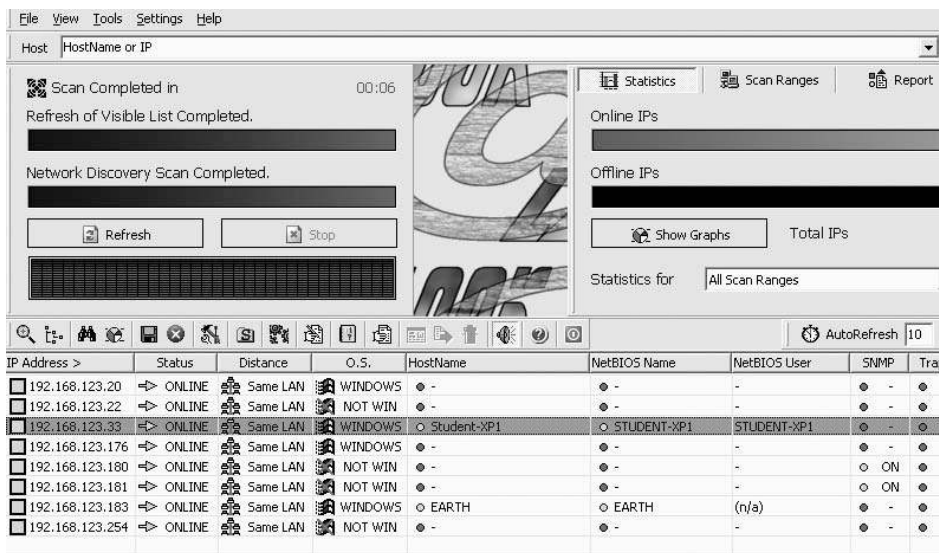 File View Tools Settings Help
Host HostName or IP
Scan Completed in 00:06
Refresh of Visible List Completed.
Network Discovery Scan Completed.
Refresh Stop
Statistics Scan Ranges Report
Online IPs
Offline IPs
Show Graphs Total IPs
Statistics for All Scan Ranges
AutoRefresh 10
IP Address > Status Distance O.S. HostName NetBIOS Name NetBIOS User SNMP Tra
192.168.123.20 ONLINE Same LAN WINDOWS - - - -
192.168.123.22 ONLINE Same LAN NOT WIN - - - -
192.168.123.33 ONLINE Same LAN WINDOWS Student-XP1 STUDENT-XP1 STUDENT-XP1 -
192.168.123.176 ONLINE Same LAN WINDOWS - - - -
192.168.123.180 ONLINE Same LAN NOT WIN - - - ON
192.168.123.181 ONLINE Same LAN NOT WIN - - - ON
192.168.123.183 ONLINE Same LAN WINDOWS EARTH EARTH (n/a) -
192.168.123.254 ONLINE Same LAN NOT WIN - - - -